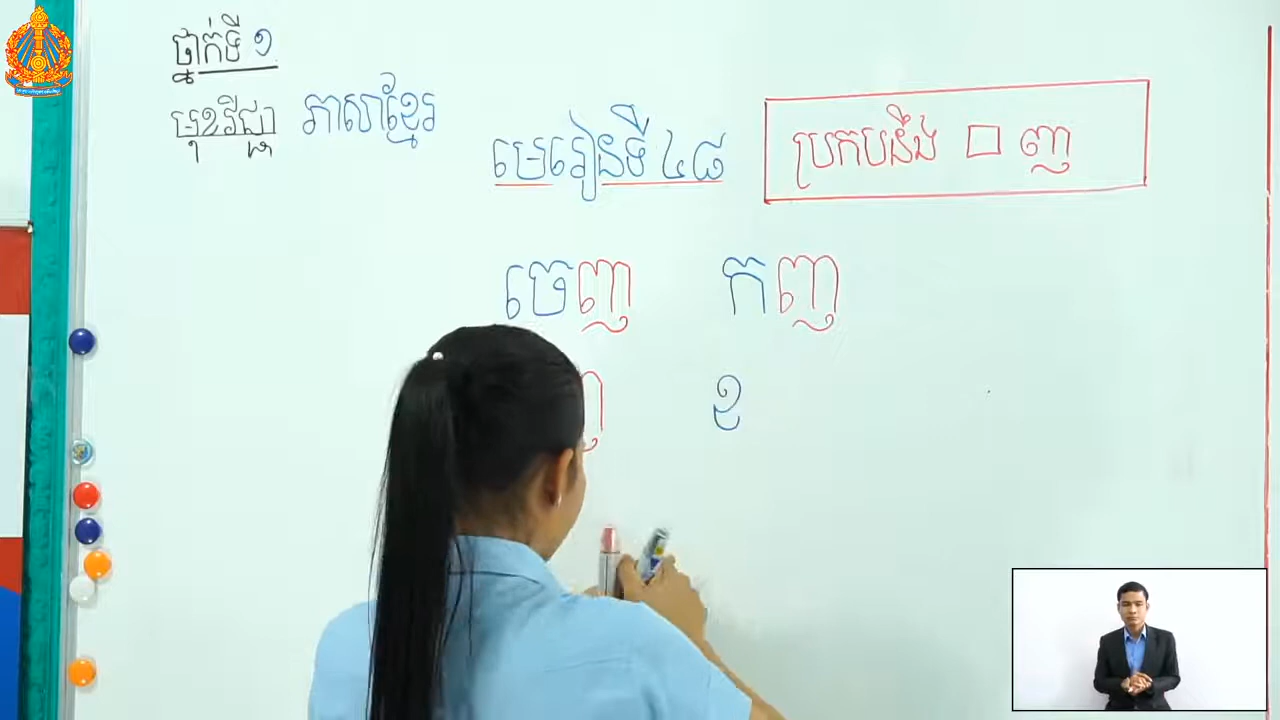 ថ្នាក់ទី ១
មុខវិជ្ជា ភាសាខ្មែរ
មេរៀនទី ៤៨
ប្រកបនឹង □ ញ
ចេញ កញ
ញ ខ